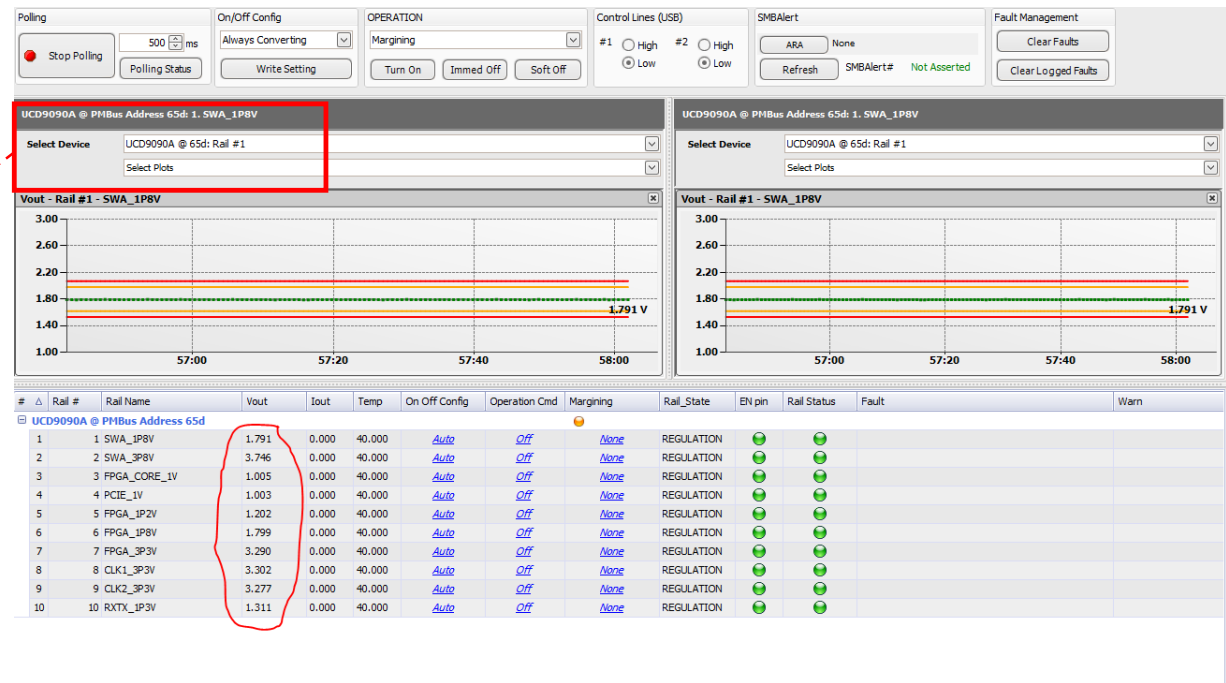 Polling On/Off Config OPERATION Control Lines (USB) SMBAlert Fault Management
Stop Polling 500 ms Always Converting Margining #1 High #2 High ARA None Clear Faults
Polling Status Write Setting Turn On Immed Off Soft Off Low Low Refresh SMBAlert# Not Asserted Clear Logged Faults
UCD9090A @ PMBus Address 65d: 1. SWA_1P8V
Select Device UCD9090A @ 65d: Rail #1
Select Plots
Vout - Rail #1 - SWA_1P8V
3.00
2.60
2.20
1.80
1.791 V
1.40
1.00
57:00 57:20 57:40 58:00
UCD9090A @ PMBus Address 65d: 1. SWA_1P8V
Select Device UCD9090A @ 65d: Rail #1
Select Plots
Vout - Rail #1 - SWA_1P8V
3.00
2.60
2.20
1.80
1.791 V
1.40
1.00
57:00 57:20 57:40 58:00
# Rail # Rail Name Vout Iout Temp On Off Config Operation Cmd Margining Rail_State EN pin Rail Status Fault Warn
UCD9090A @ PMBus Address 65d
1 1 SWA_1P8V 1.791 0.000 40.000 Auto Off None REGULATION
2 2 SWA_3P8V 3.746 0.000 40.000 Auto Off None REGULATION
3 3 FPGA_CORE_1V 1.005 0.000 40.000 Auto Off None REGULATION
4 4 PCIE_1V 1.003 0.000 40.000 Auto Off None REGULATION
5 5 FPGA_1P2V 1.202 0.000 40.000 Auto Off None REGULATION
6 6 FPGA_1P8V 1.799 0.000 40.000 Auto Off None REGULATION
7 7 FPGA_3P3V 3.290 0.000 40.000 Auto Off None REGULATION
8 8 CLK1_3P3V 3.302 0.000 40.000 Auto Off None REGULATION
9 9 CLK2_3P3V 3.277 0.000 40.000 Auto Off None REGULATION
10 10 RXTX_1P3V 1.311 0.000 40.000 Auto Off None REGULATION